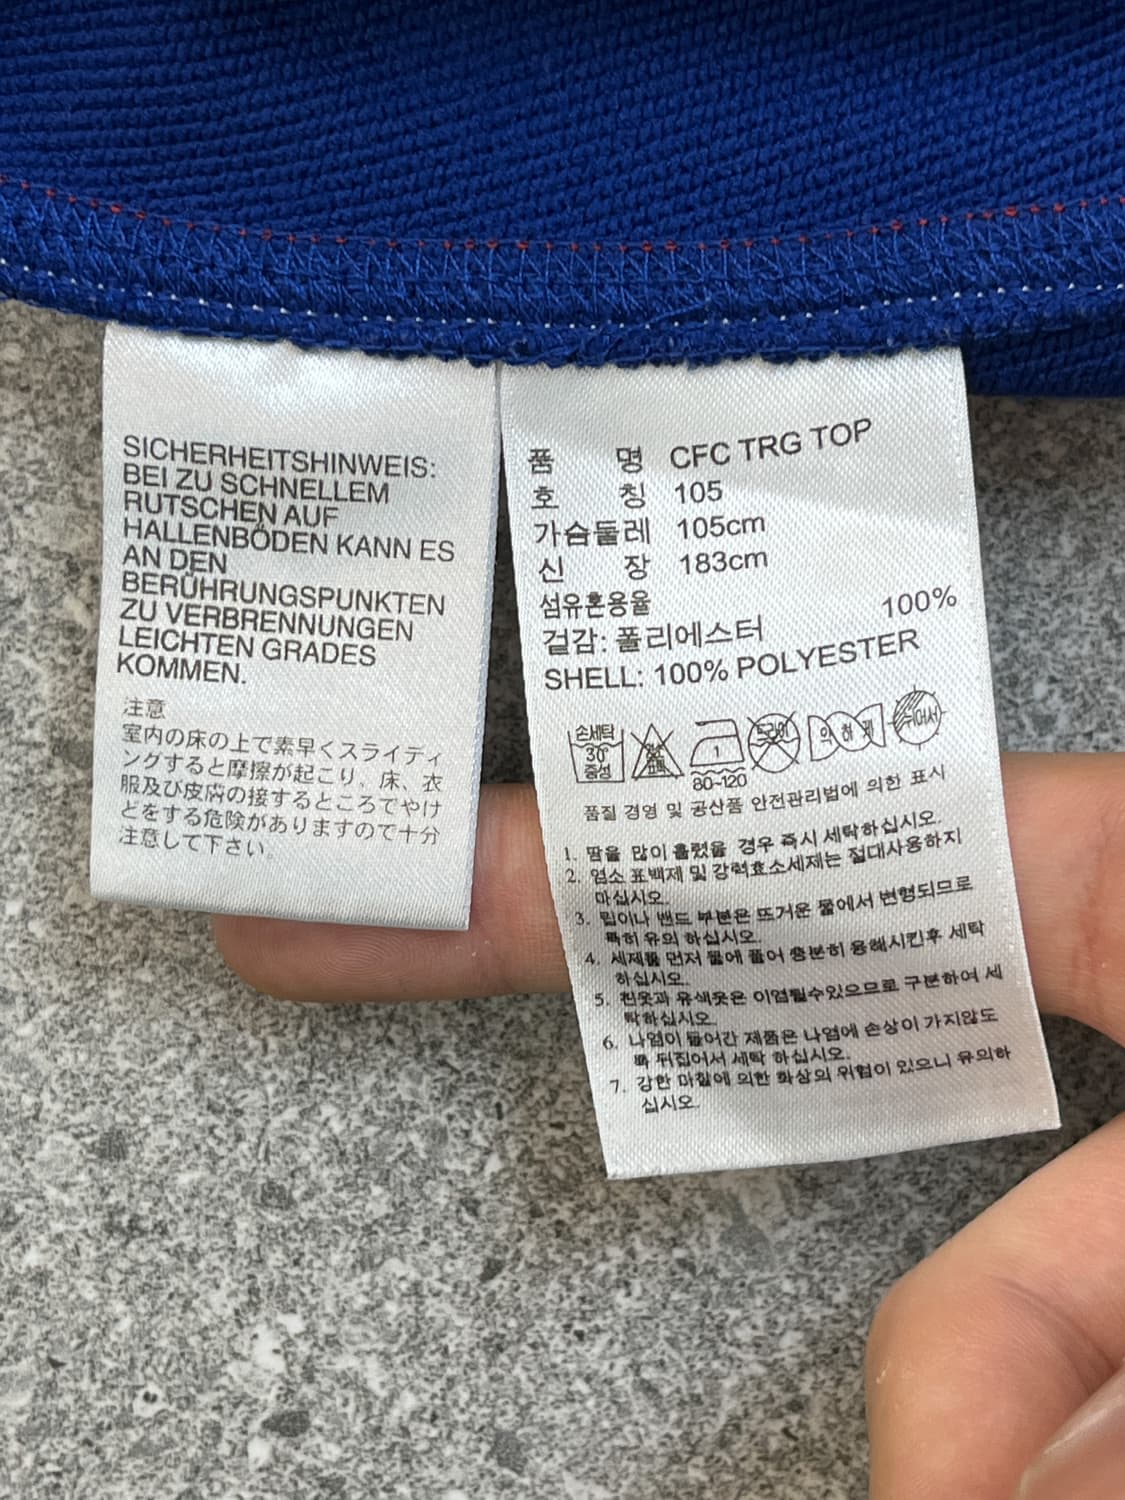 SICHERHEITSHINWEIS:
BEI ZU SCHNELLEM
RUTSCHEN AUF
HALLENBÖDEN KANN ES
AN DEN
BERÜHRUNGSPUNKTEN
ZU VERBRENNUNGEN
LEICHTEN GRADES
KOMMEN.
注意
室内の床の上で素早くスライディ
ングすると摩擦が起こり、床、衣
服及び皮膚の接するところでやけ
どをする危険がありますので十分
注意して下さい。
품 명 CFC TRG TOP
호 칭 105
가슴둘레 105cm
신 장 183cm
섬유혼용율
겉감: 폴리에스터 100%
SHELL: 100% POLYESTER
손세탁
30°
중성
1
80~120
드라이
뉘어서
품질 경영 및 공산품 안전관리법에 의한 표시
1. 땀을 많이 흘렸을 경우 즉시 세탁하십시오.
2. 염소 표백제 및 강력효소세제는 절대사용하지
마십시오.
3. 립이나 밴드 부분은 뜨거운 물에서 변형되므로
특히 유의 하십시오.
4. 세제를 먼저 물에 풀어 충분히 용해시킨후 세탁
하십시오.
5. 흰옷과 유색옷은 이염될수있으므로 구분하여 세
탁하십시오.
6. 나염이 들어간 제품은 나염에 손상이 가지않도
록 뒤집어서 세탁 하십시오.
7. 강한 마찰에 의한 화상의 위험이 있으니 유의하
십시오.